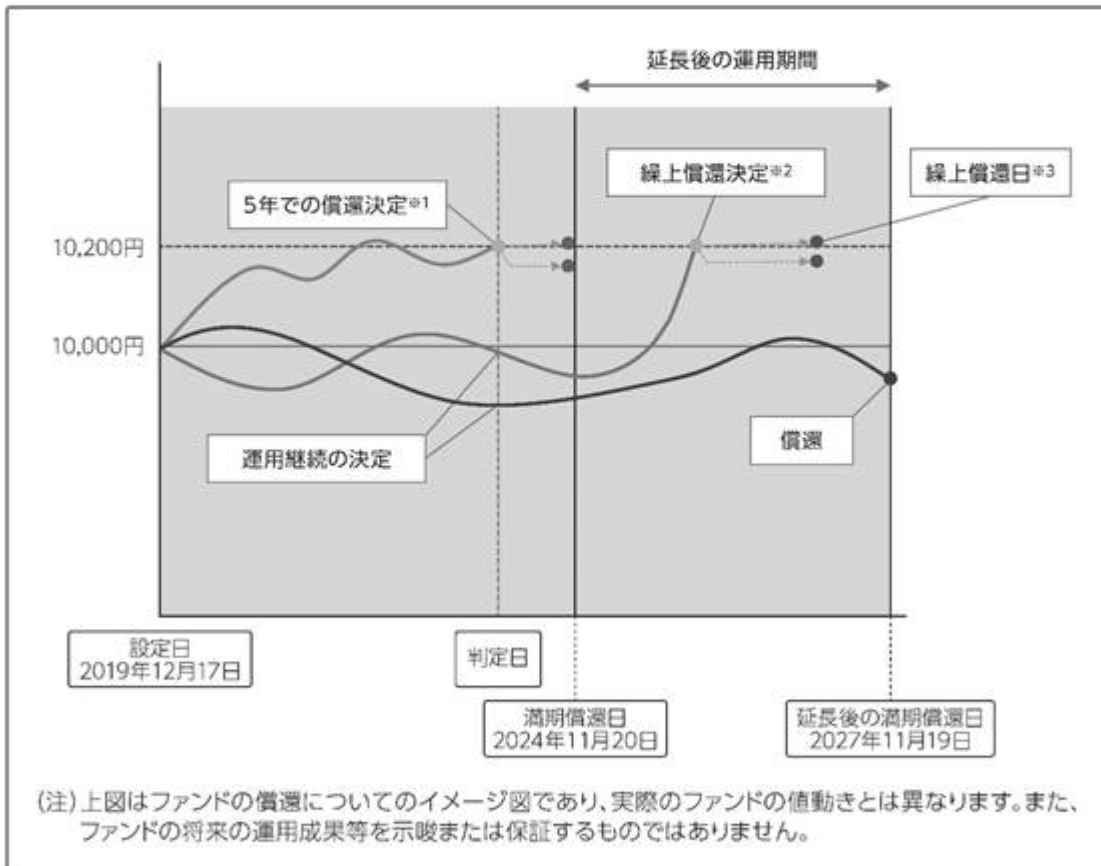 延長後の運用期間
繰上償還決定※2
繰上償還日※3
5年での償還決定※1
10,200円
10,000円
運用継続の決定
償還
設定日
2019年12月17日
判定日
満期償還日
2024年11月20日
延長後の満期償還日
2027年11月19日
(注)上図はファンドの償還についてのイメージ図であり、実際のファンドの値動きとは異なります。また、
ファンドの将来の運用成果等を示唆または保証するものではありません。